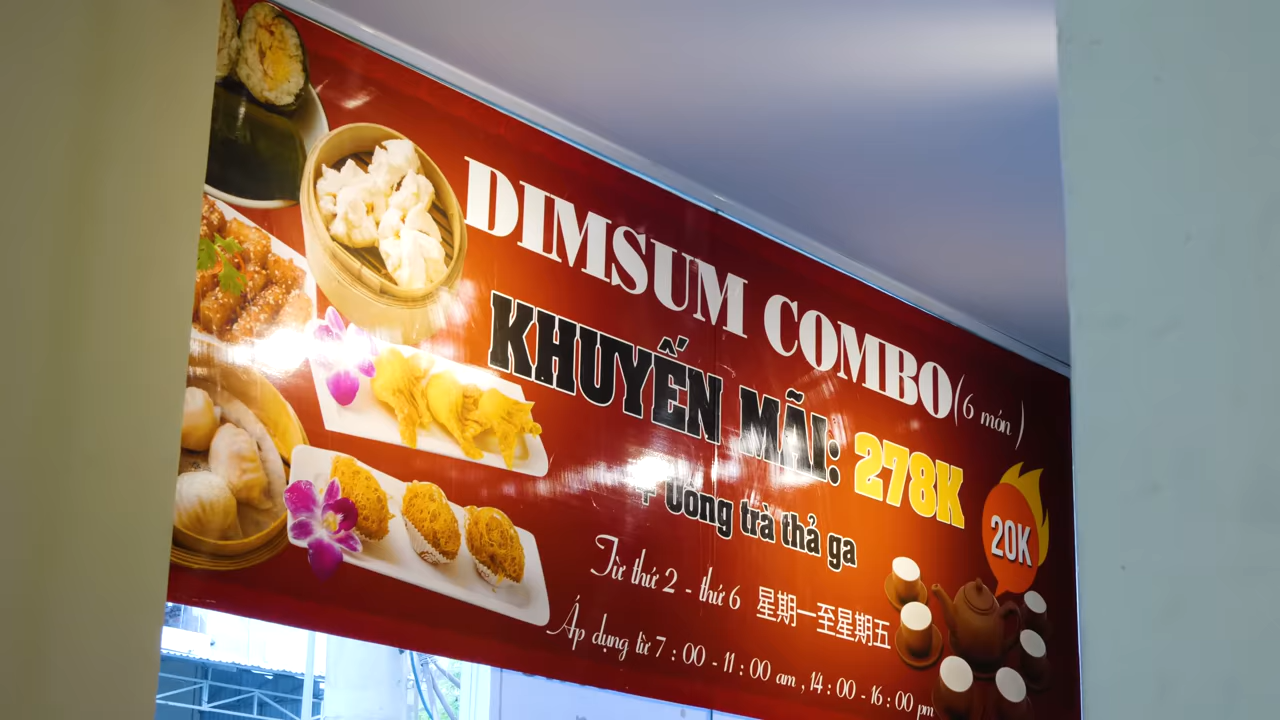 DIMSUM COMBO (6 món)
KHUYẾN MÃI: 278K
+ Uống trà thả ga
20K
Từ thứ 2 - thứ 6 星期一至星期五
Áp dụng từ 7 : 00 - 11 : 00 am , 14 : 00 - 16 : 00 pm